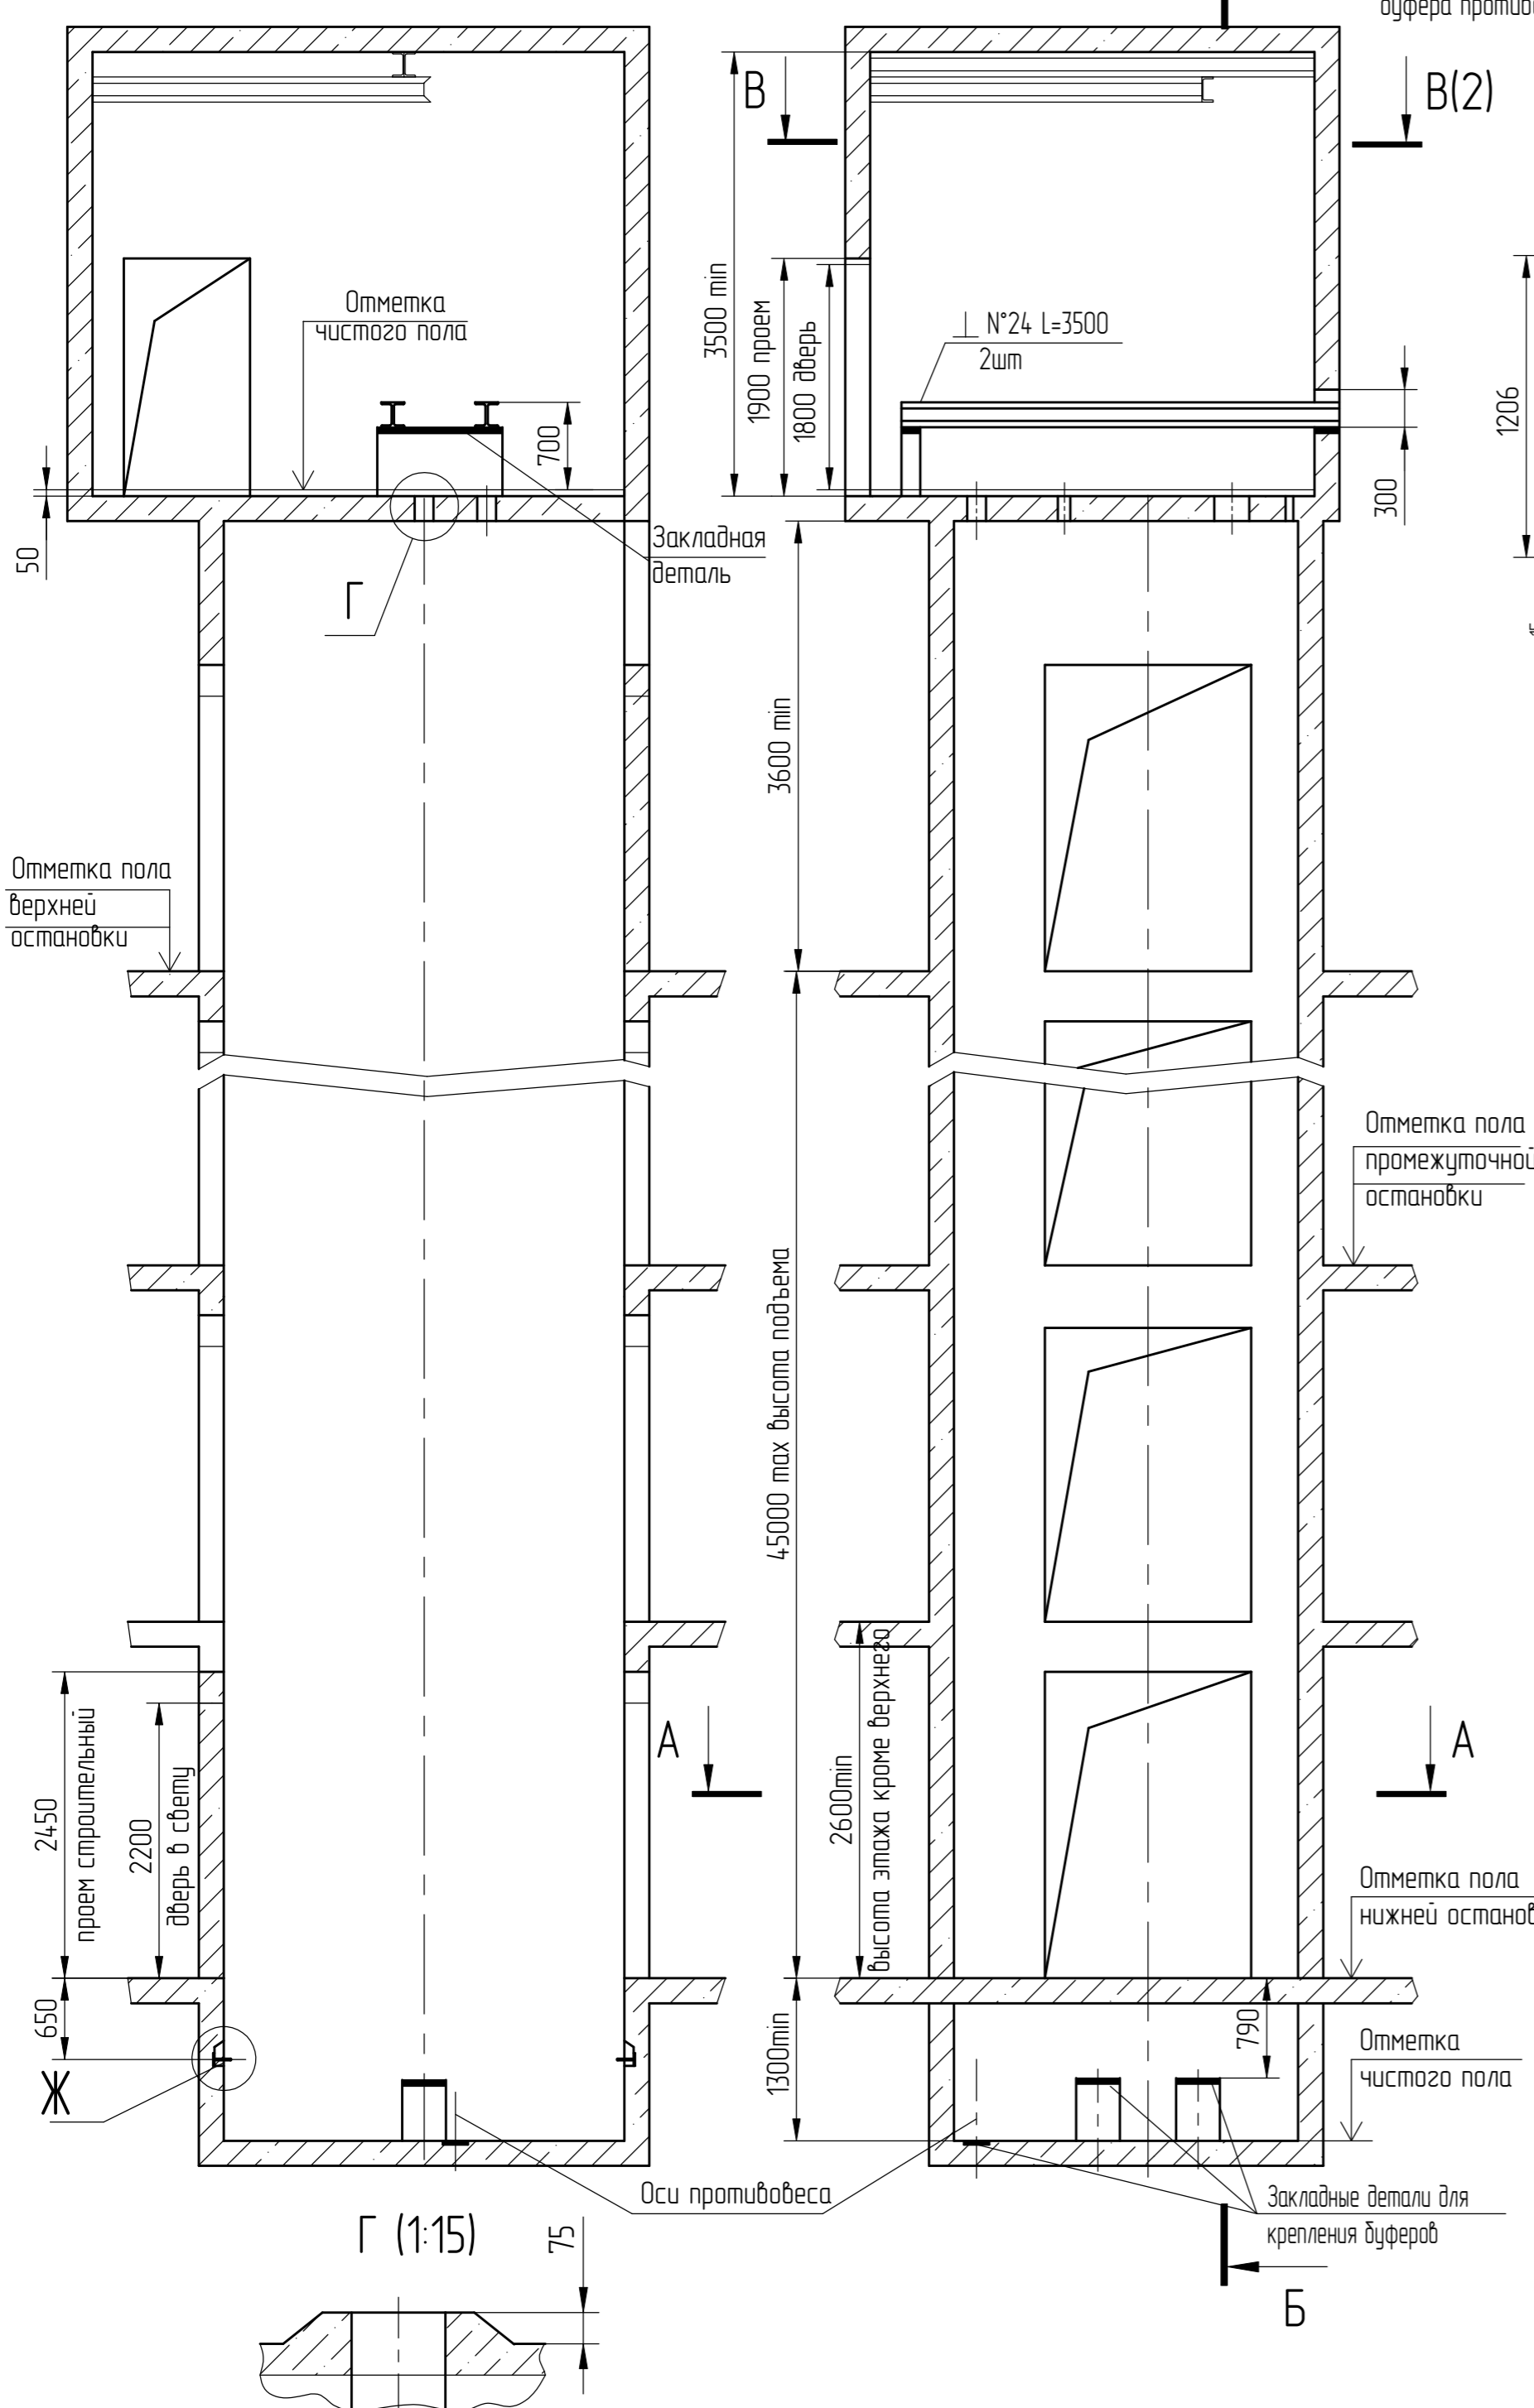 буфера противо
В
В(2)
3500 min
1900 проем
1800 дверь
Отметка
чистого пола
⊥ N°24 L=3500
2шт
700
300
1206
50
Г
Закладная
деталь
3600 min
Отметка пола
верхней
остановки
Отметка пола
промежуточной
остановки
45000 max высота подъема
2600min
высота этажа кроме верхнего
А
А
2450
проем строительный
2200
дверь в свету
650
Ж
1300min
790
Отметка пола
нижней останов
Отметка
чистого пола
Оси противовеса
Закладные детали для
крепления буферов
Б
Г (1:15)
75